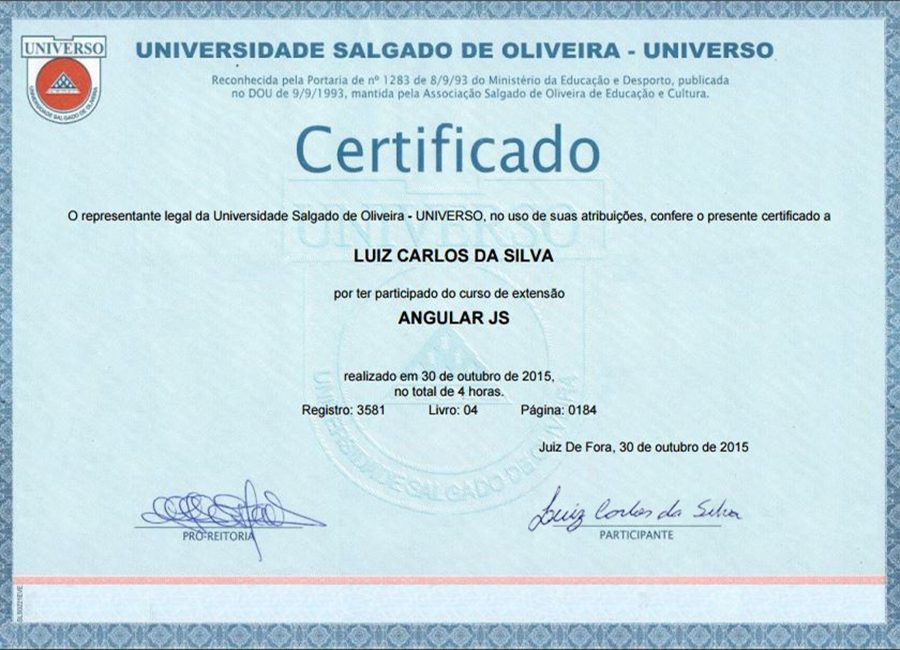 UNIVERSO
UNIVERSIDADE SALGADO DE OLIVEIRA
UNIVERSIDADE SALGADO DE OLIVEIRA - UNIVERSO
Reconhecida pela Portaria de nº 1283 de 8/9/93 do Ministério da Educação e Desporto, publicada
no DOU de 9/9/1993, mantida pela Associação Salgado de Oliveira de Educação e Cultura.
Certificado
O representante legal da Universidade Salgado de Oliveira - UNIVERSO, no uso de suas atribuições, confere o presente certificado a
UNIVERSO
LUIZ CARLOS DA SILVA
por ter participado do curso de extensão
ANGULAR JS
realizado em 30 de outubro de 2015,
no total de 4 horas.
Registro: 3581 Livro: 04 Página: 0184
UNIVERSIDADE SALGADO DE OLIVEIRA
Juiz De Fora, 30 de outubro de 2015
Luiz Carlos da Silva
PRÓ-REITORIA
PARTICIPANTE